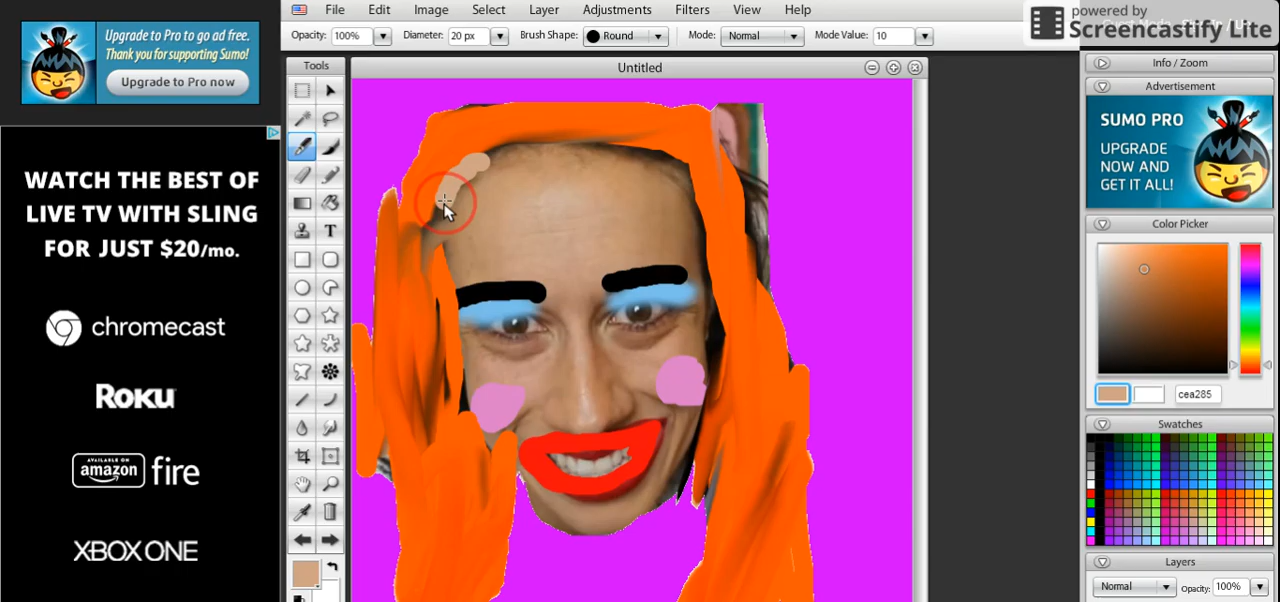 Upgrade to Pro to go ad free.
Thank you for supporting Sumo!
Upgrade to Pro now
WATCH THE BEST OF
LIVE TV WITH SLING
FOR JUST $20/mo.
chromecast
ROKU
AVAILABLE ON
amazon fire
XBOX ONE
File Edit Image Select Layer Adjustments Filters View Help
Opacity: 100% Diameter: 20 px Brush Shape: Round Mode: Normal Mode Value: 10
Tools
T
Untitled
powered by
Screencastify Lite
Info / Zoom
Advertisement
SUMO PRO
UPGRADE
NOW AND
GET IT ALL!
Color Picker
cea285
Swatches
Layers
Normal Opacity: 100%